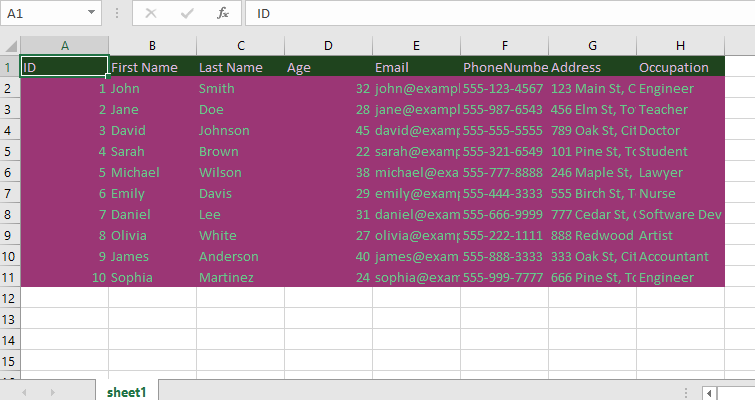 A1 fx ID
A B C D E F G H
1 ID First Name Last Name Age Email PhoneNumbe Address Occupation
2 1 John Smith 32 john@exampl 555-123-4567 123 Main St, C Engineer
3 2 Jane Doe 28 jane@exampl 555-987-6543 456 Elm St, To Teacher
4 3 David Johnson 45 david@examp 555-555-5555 789 Oak St, Cit Doctor
5 4 Sarah Brown 22 sarah@examp 555-321-6549 101 Pine St, To Student
6 5 Michael Wilson 38 michael@exa 555-777-8888 246 Maple St, Lawyer
7 6 Emily Davis 29 emily@examp 555-444-3333 555 Birch St, T Nurse
8 7 Daniel Lee 31 daniel@examp 555-666-9999 777 Cedar St, Software Dev
9 8 Olivia White 27 olivia@examp 555-222-1111 888 Redwood Artist
10 9 James Anderson 40 james@exam 555-888-3333 333 Oak St, Cit Accountant
11 10 Sophia Martinez 24 sophia@exam 555-999-7777 666 Pine St, To Engineer
12
13
14
15
sheet1